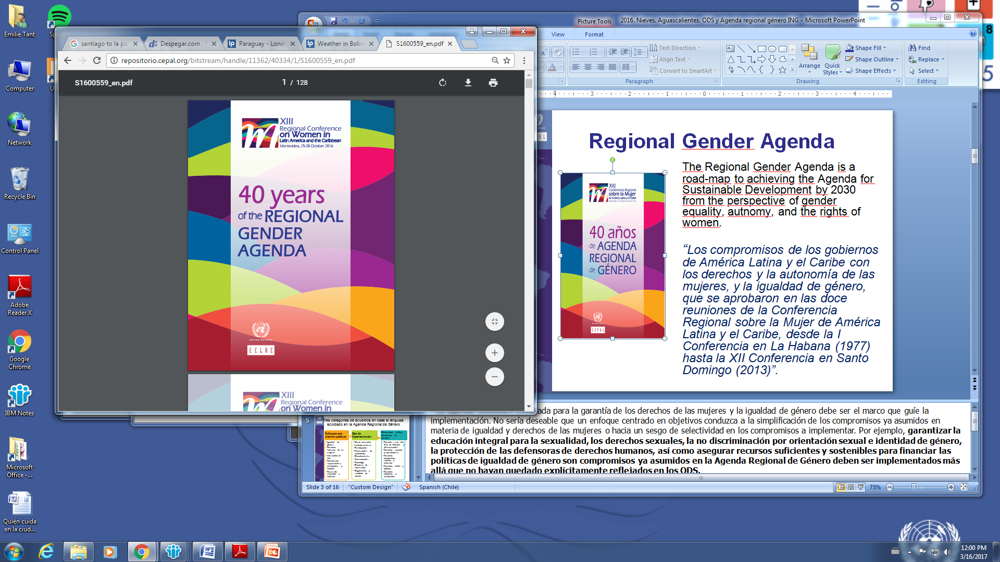 Emilie Tant
Computer
Network
Recycle Bin
Control Panel
Adobe
Reader X
Google
Chrome
IBM Notes
Microsoft
Office -...
Quién cuida
en la ciud...
santiago to la pa
Despegar.com .
Paraguay - Lonel
Weather in Boliv
S1600559_en.pdf
repositorio.cepal.org/bitstream/handle/11362/40334/1/S1600559_en.pdf
S1600559_en.pdf
1 / 128
XIII
Regional Conference
on Women in
Latin America and the Caribbean
Montevideo, 25-28 October 2016
40 years
of the REGIONAL
GENDER
AGENDA
UNITED NATIONS
ECLAC
XIII
Regional Conference
on Women in
Picture Tools
2016. Nieves. Aguascalientes. ODS y Agenda regional género ING - Microsoft PowerPoint
View
Format
Text Direction
Align Text
Convert to SmartArt
Paragraph
Arrange
Quick
Styles
Shape Fill
Shape Outline
Shape Effects
Drawing
Find
Replace
Select
Editing
4 3 2 1 0 1 2 3 4
Regional Gender Agenda
XIII
Conferencia Regional
sobre la Mujer
de América Latina y el Caribe
40 años
de AGENDA
REGIONAL
de GÉNERO
CEPAL
The Regional Gender Agenda is a
road-map to achieving the Agenda for
Sustainable Development by 2030
from the perspective of gender
equality, autnomy, and the rights of
women.
“Los compromisos de los gobiernos
de América Latina y el Caribe con
los derechos y la autonomía de las
mujeres, y la igualdad de género,
que se aprobaron en las doce
reuniones de la Conferencia
Regional sobre la Mujer de América
Latina y el Caribe, desde la I
Conferencia en La Habana (1977)
hasta la XII Conferencia en Santo
Domingo (2013)”.
5
Tres categorías de acuerdos en base al lenguaje
acordado en la Agenda Regional de Género
Enfoques que
orientan políticas
Ejes de
implementación
para la garantía de los derechos de las mujeres y la igualdad de género debe ser el marco que guíe la
implementación. No sería deseable que un enfoque centrado en objetivos conduzca a la simplificación de los compromisos ya asumidos en
materia de igualdad y derechos de las mujeres o hacia un sesgo de selectividad en los compromisos a implementar. Por ejemplo, garantizar la
educación integral para la sexualidad, los derechos sexuales, la no discriminación por orientación sexual e identidad de género,
la protección de las defensoras de derechos humanos, así como asegurar recursos suficientes y sostenibles para financiar las
políticas de igualdad de género son compromisos ya asumidos en la Agenda Regional de Género deben ser implementados más
allá que no hayan quedado explícitamente reflejados en los ODS.
Slide 3 of 16
"Custom Design"
Spanish (Chile)
75%
8
5
12:00 PM
3/16/2017